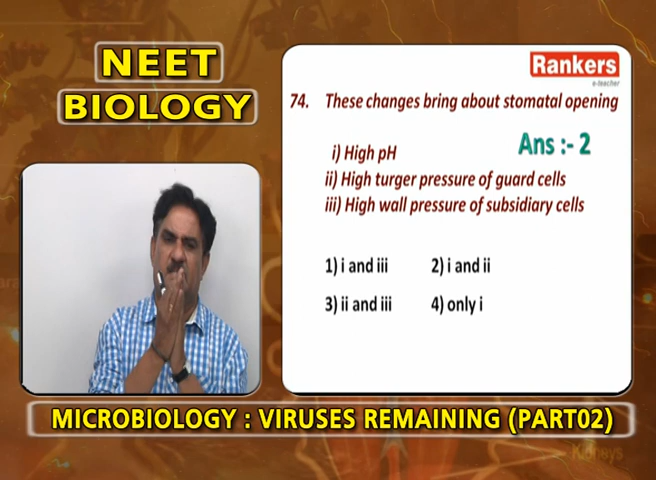 NEET
BIOLOGY
Rankers
e-teacher
74. These changes bring about stomatal opening
Ans :- 2
i) High pH
ii) High turger pressure of guard cells
iii) High wall pressure of subsidiary cells
1) i and iii 2) i and ii
3) ii and iii 4) only i
MICROBIOLOGY : VIRUSES REMAINING (PART02)
Kidneys